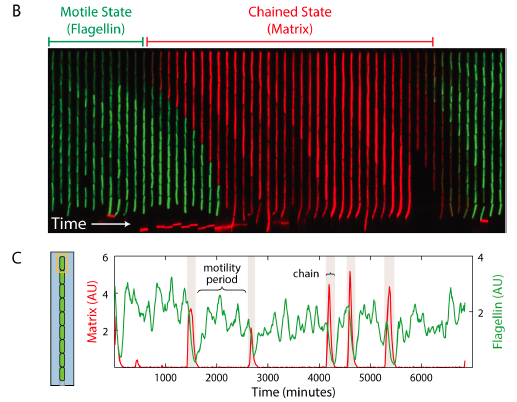 B
Motile State
(Flagellin)
Chained State
(Matrix)
Time
C
Matrix (AU)
6
4
2
motility
period
chain
4
2
Flagellin (AU)
1000 2000 3000 4000 5000 6000
Time (minutes)